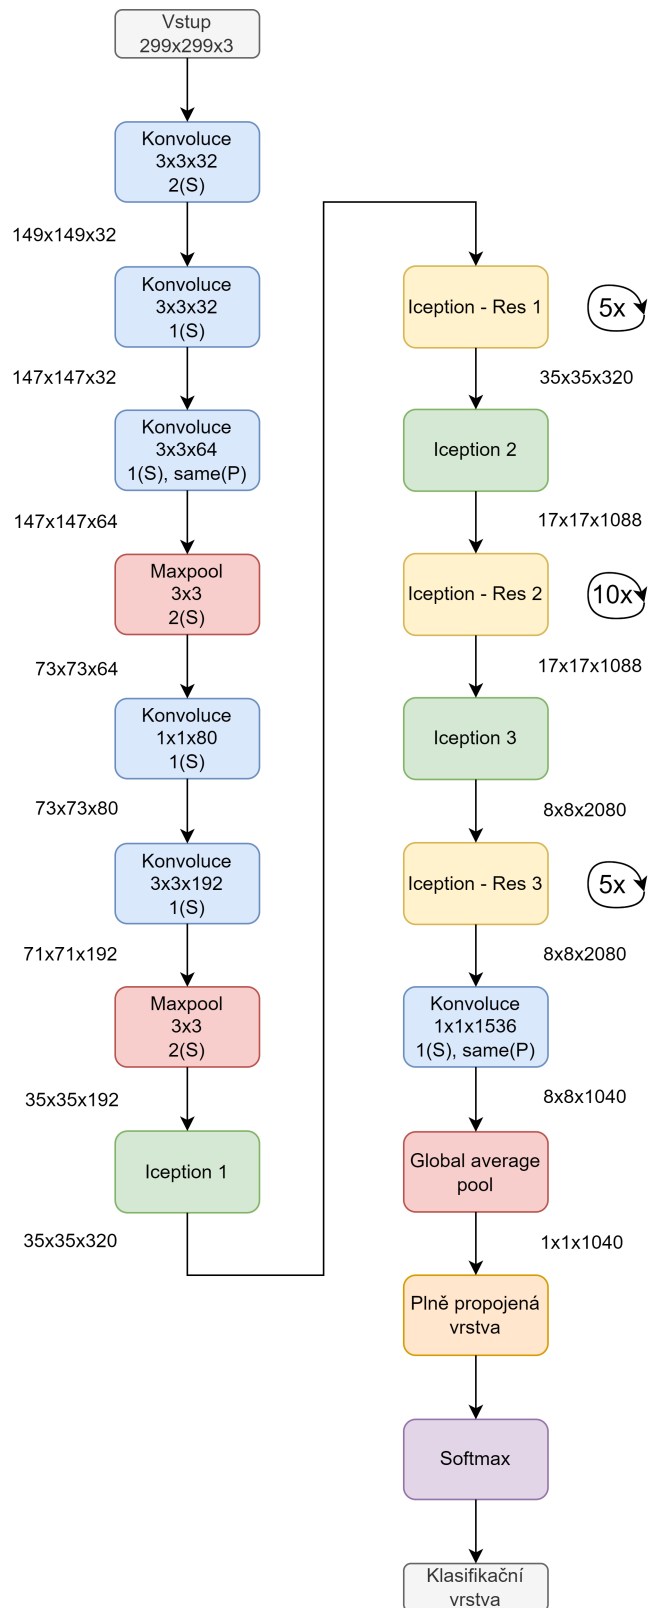 Vstup
299x299x3
Konvoluce
3x3x32
2(S)
149x149x32
Konvoluce
3x3x32
1(S)
147x147x32
Konvoluce
3x3x64
1(S), same(P)
147x147x64
Maxpool
3x3
2(S)
73x73x64
Konvoluce
1x1x80
1(S)
73x73x80
Konvoluce
3x3x192
1(S)
71x71x192
Maxpool
3x3
2(S)
35x35x192
Iception 1
35x35x320
Iception - Res 1
5x
35x35x320
Iception 2
17x17x1088
Iception - Res 2
10x
17x17x1088
Iception 3
8x8x2080
Iception - Res 3
5x
8x8x2080
Konvoluce
1x1x1536
1(S), same(P)
8x8x1040
Global average
pool
1x1x1040
Plně propojená
vrstva
Softmax
Klasifikační
vrstva